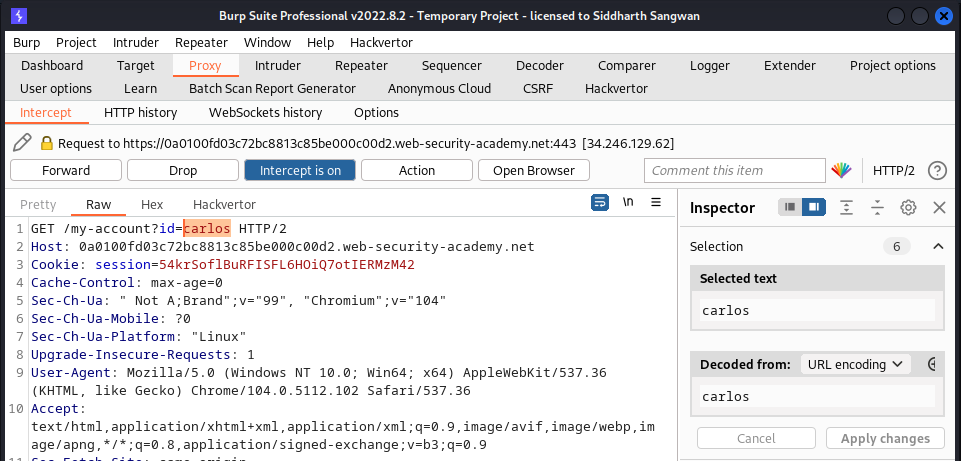 Burp Suite Professional v2022.8.2 - Temporary Project - licensed to Siddharth Sangwan
Burp Project Intruder Repeater Window Help Hackvertor
Dashboard Target Proxy Intruder Repeater Sequencer Decoder Comparer Logger Extender Project options
User options Learn Batch Scan Report Generator Anonymous Cloud CSRF Hackvertor
Intercept HTTP history WebSockets history Options
Request to https://0a0100fd03c72bc8813c85be000c00d2.web-security-academy.net:443 [34.246.129.62]
Forward Drop Intercept is on Action Open Browser Comment this item HTTP/2 ?
Pretty Raw Hex Hackvertor \n
1 GET /my-account?id=carlos HTTP/2
2 Host: 0a0100fd03c72bc8813c85be000c00d2.web-security-academy.net
3 Cookie: session=54krSoflBuRFISFL6HOiQ7otIERMzM42
4 Cache-Control: max-age=0
5 Sec-Ch-Ua: " Not A;Brand";v="99", "Chromium";v="104"
6 Sec-Ch-Ua-Mobile: ?0
7 Sec-Ch-Ua-Platform: "Linux"
8 Upgrade-Insecure-Requests: 1
9 User-Agent: Mozilla/5.0 (Windows NT 10.0; Win64; x64) AppleWebKit/537.36
(KHTML, like Gecko) Chrome/104.0.5112.102 Safari/537.36
10 Accept:
text/html,application/xhtml+xml,application/xml;q=0.9,image/avif,image/webp,im
age/apng,*/*;q=0.8,application/signed-exchange;v=b3;q=0.9
Inspector
Selection 6
Selected text
carlos
Decoded from: URL encoding
carlos
Cancel Apply changes